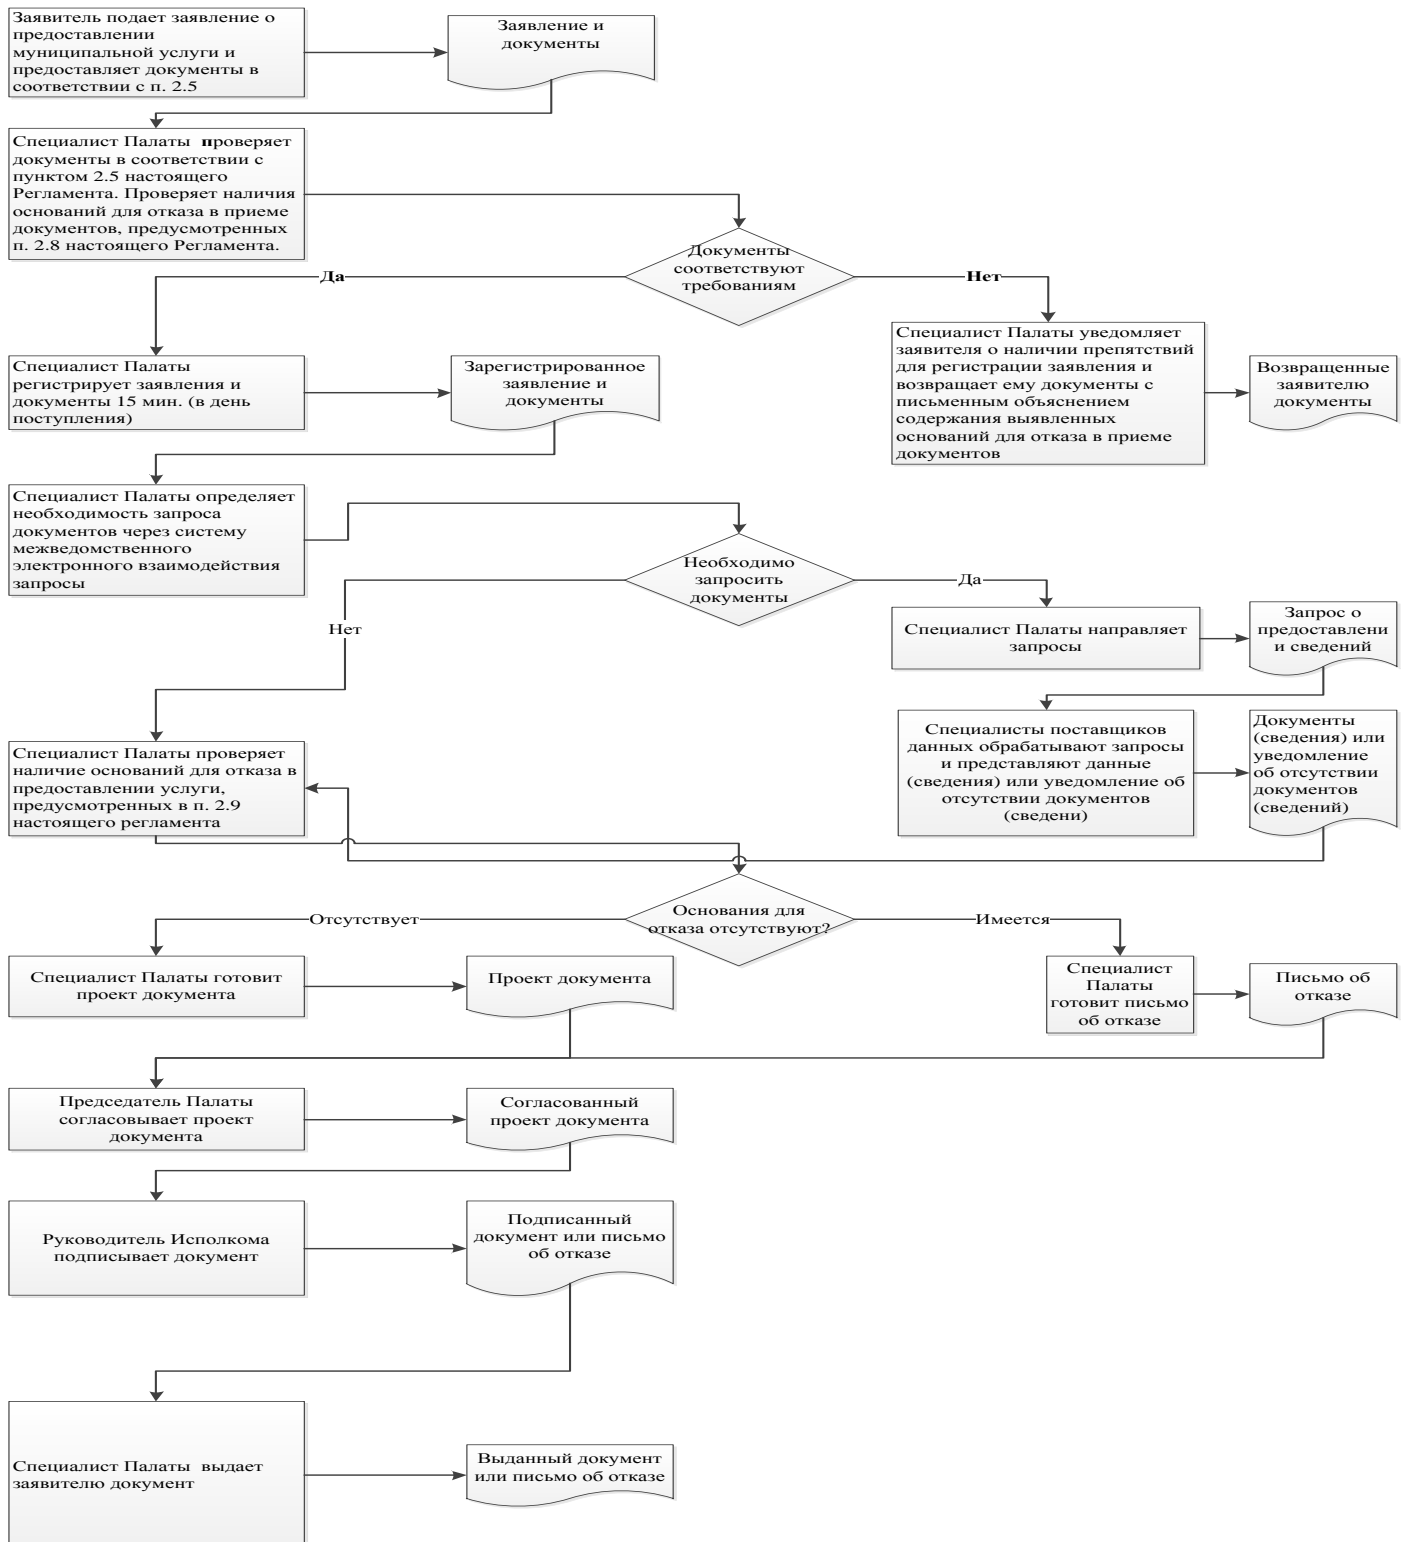 Заявитель подает заявление о
предоставлении
муниципальной услуги и
предоставляет документы в
соответствии с п. 2.5
Заявление и
документы
Специалист Палаты проверяет
документы в соответствии с
пунктом 2.5 настоящего
Регламента. Проверяет наличия
оснований для отказа в приеме
документов, предусмотренных
п. 2.8 настоящего Регламента.
Документы
соответствуют
требованиям
Да
Нет
Специалист Палаты
регистрирует заявления и
документы 15 мин. (в день
поступления)
Зарегистрированное
заявление и
документы
Специалист Палаты уведомляет
заявителя о наличии препятствий
для регистрации заявления и
возвращает ему документы с
письменным объяснением
содержания выявленных
оснований для отказа в приеме
документов
Возвращенные
заявителю
документы
Специалист Палаты определяет
необходимость запроса
документов через систему
межведомственного
электронного взаимодействия
запросы
Необходимо
запросить
документы
Да
Нет
Специалист Палаты направляет
запросы
Запрос о
предоставлени
и сведений
Специалисты поставщиков
данных обрабатывают запросы
и представляют данные
(сведения) или уведомление об
отсутствии документов
(сведени)
Документы
(сведения) или
уведомление
об отсутствии
документов
(сведений)
Специалист Палаты проверяет
наличие оснований для отказа в
предоставлении услуги,
предусмотренных в п. 2.9
настоящего регламента
Основания для
отказа отсутствуют?
Отсутствует
Имеется
Специалист Палаты готовит
проект документа
Проект документа
Специалист
Палаты
готовит письмо
об отказе
Письмо об
отказе
Председатель Палаты
согласовывает проект
документа
Согласованный
проект документа
Руководитель Исполкома
подписывает документ
Подписанный
документ или письмо
об отказе
Специалист Палаты выдает
заявителю документ
Выданный документ
или письмо об отказе